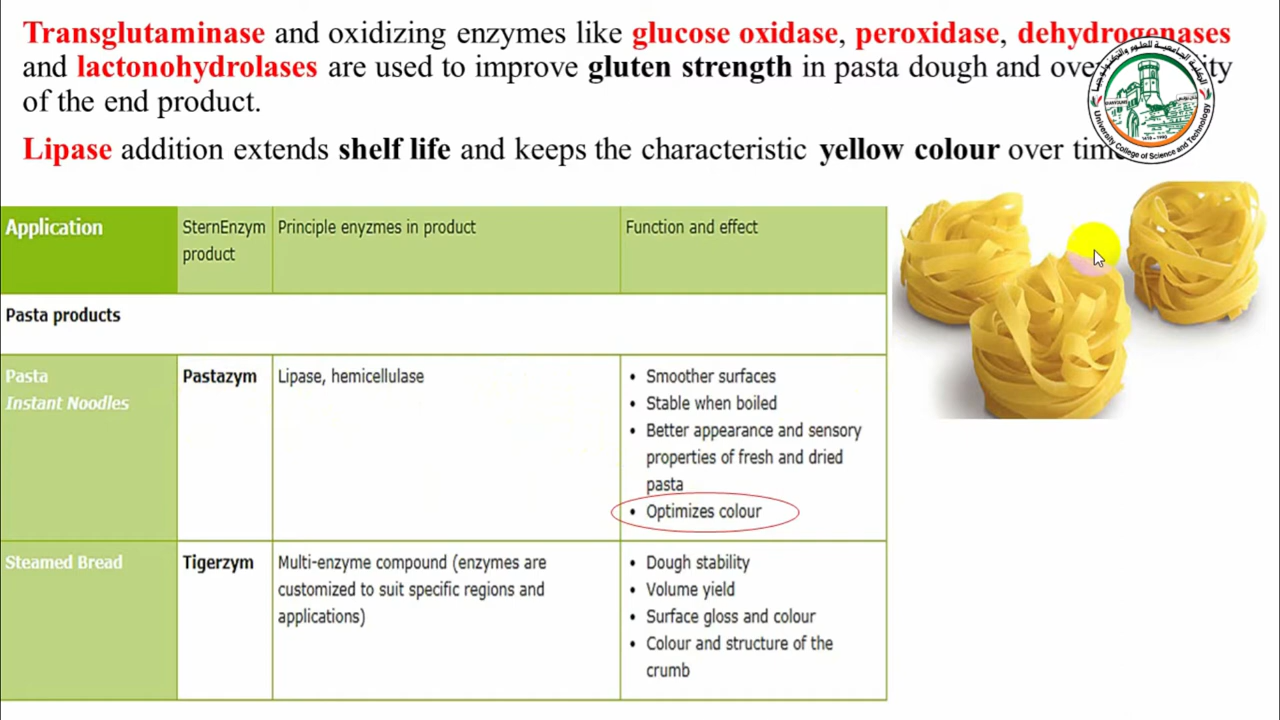 Transglutaminase and oxidizing enzymes like glucose oxidase, peroxidase, dehydrogenases
and lactonohydrolases are used to improve gluten strength in pasta dough and
of the end product.
Lipase addition extends shelf life and keeps the characteristic yellow colour over
University College of Science and Technology
Application
SternEnzym
product
Principle enyzmes in product
Function and effect
Pasta products
Pasta
Instant Noodles
Pastazym
Lipase, hemicellulase
• Smoother surfaces
• Stable when boiled
• Better appearance and sensory
properties of fresh and dried
pasta
• Optimizes colour
Steamed Bread
Tigerzym
Multi-enzyme compound (enzymes are
customized to suit specific regions and
applications)
• Dough stability
• Volume yield
• Surface gloss and colour
• Colour and structure of the
crumb